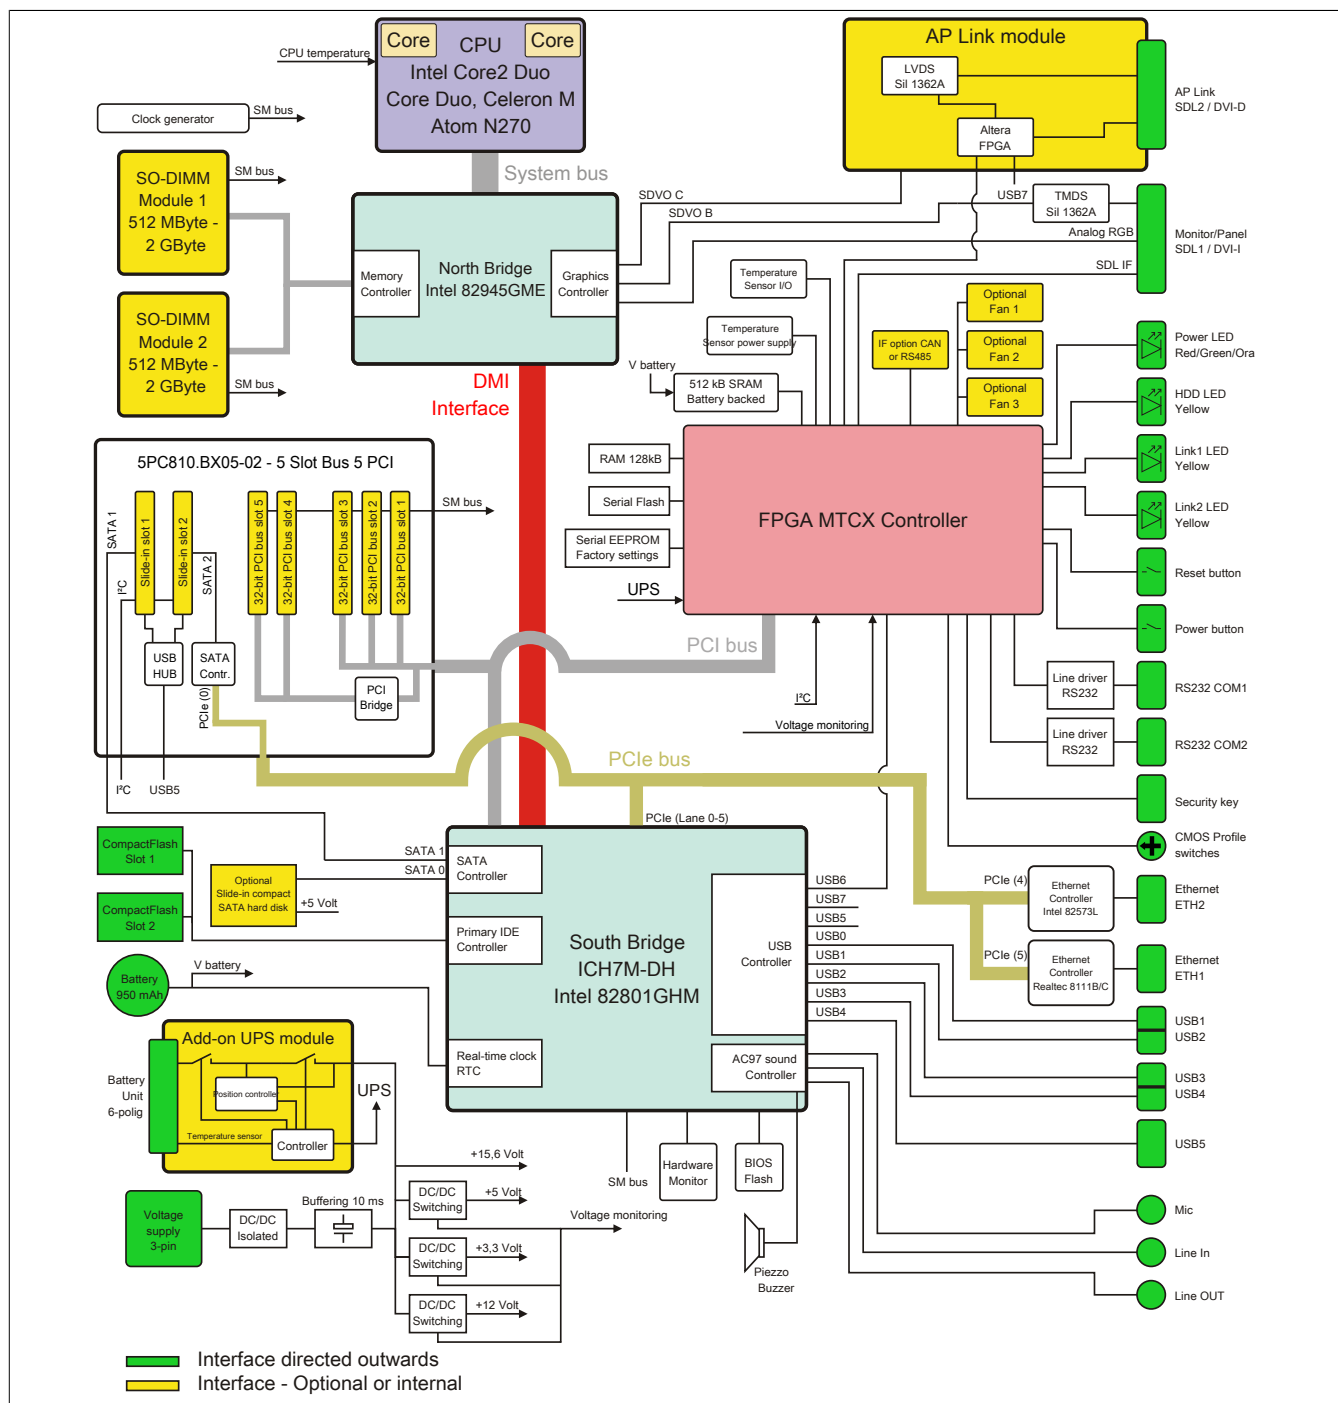 Core
Core
CPU
Intel Core2 Duo
Core Duo, Celeron M
Atom N270
CPU temperature
Clock generator
SM bus
SO-DIMM
Module 1
512 MByte -
2 GByte
SM bus
SO-DIMM
Module 2
512 MByte -
2 GByte
SM bus
System bus
Memory
Controller
North Bridge
Intel 82945GME
Graphics
Controller
DMI
Interface
AP Link module
LVDS
Sil 1362A
Altera
FPGA
AP Link
SDL2 / DVI-D
SDVO C
SDVO B
USB7
TMDS
Sil 1362A
Analog RGB
SDL IF
Monitor/Panel
SDL1 / DVI-I
Temperature
Sensor I/O
Temperature
Sensor power supply
V battery
512 kB SRAM
Battery backed
IF option CAN
or RS485
Optional
Fan 1
Optional
Fan 2
Optional
Fan 3
Power LED
Red/Green/Ora
HDD LED
Yellow
Link1 LED
Yellow
Link2 LED
Yellow
Reset button
Power button
RAM 128kB
Serial Flash
Serial EEPROM
Factory settings
UPS
FPGA MTCX Controller
5PC810.BX05-02 - 5 Slot Bus 5 PCI
SATA 1
I²C
Slide-in slot 1
Slide-in slot 2
SATA 2
32-bit PCI bus slot 5
32-bit PCI bus slot 4
32-bit PCI bus slot 3
32-bit PCI bus slot 2
32-bit PCI bus slot 1
SM bus
USB
HUB
SATA
Contr.
PCIe (0)
PCI
Bridge
I²C
USB5
PCI bus
I²C
Voltage monitoring
PCIe bus
PCIe (Lane 0-5)
Line driver
RS232
RS232 COM1
Line driver
RS232
RS232 COM2
Security key
CMOS Profile
switches
PCIe (4)
Ethernet
Controller
Intel 82573L
Ethernet
ETH2
PCIe (5)
Ethernet
Controller
Realtec 8111B/C
Ethernet
ETH1
CompactFlash
Slot 1
CompactFlash
Slot 2
Optional
Slide-in compact
SATA hard disk
+5 Volt
SATA 1
SATA 0
SATA
Controller
Primary IDE
Controller
Real-time clock
RTC
South Bridge
ICH7M-DH
Intel 82801GHM
USB
Controller
AC97 sound
Controller
USB6
USB7
USB5
USB0
USB1
USB2
USB3
USB4
USB1
USB2
USB3
USB4
USB5
Mic
Line In
Line OUT
Battery
950 mAh
V battery
Add-on UPS module
Battery
Unit
6-polig
Position controller
Temperature sensor
Controller
UPS
Voltage
supply
3-pin
DC/DC
Isolated
Buffering 10 ms
+15,6 Volt
DC/DC
Switching
+5 Volt
DC/DC
Switching
+3,3 Volt
DC/DC
Switching
+12 Volt
Voltage monitoring
SM bus
Hardware
Monitor
BIOS
Flash
Piezzo
Buzzer
Interface directed outwards
Interface - Optional or internal